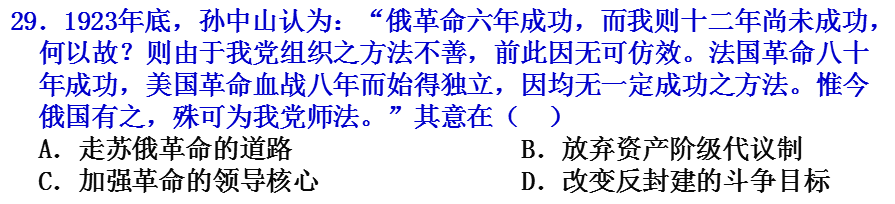 29．1923年底，孙中山认为：“俄革命六年成功，而我则十二年尚未成功，
何以故？则由于我党组织之方法不善，前此因无可仿效。法国革命八十
年成功，美国革命血战八年而始得独立，因均无一定成功之方法。惟今
俄国有之，殊可为我党师法。”其意在（　）
A．走苏俄革命的道路　B．放弃资产阶级代议制
C．加强革命的领导核心　D．改变反封建的斗争目标